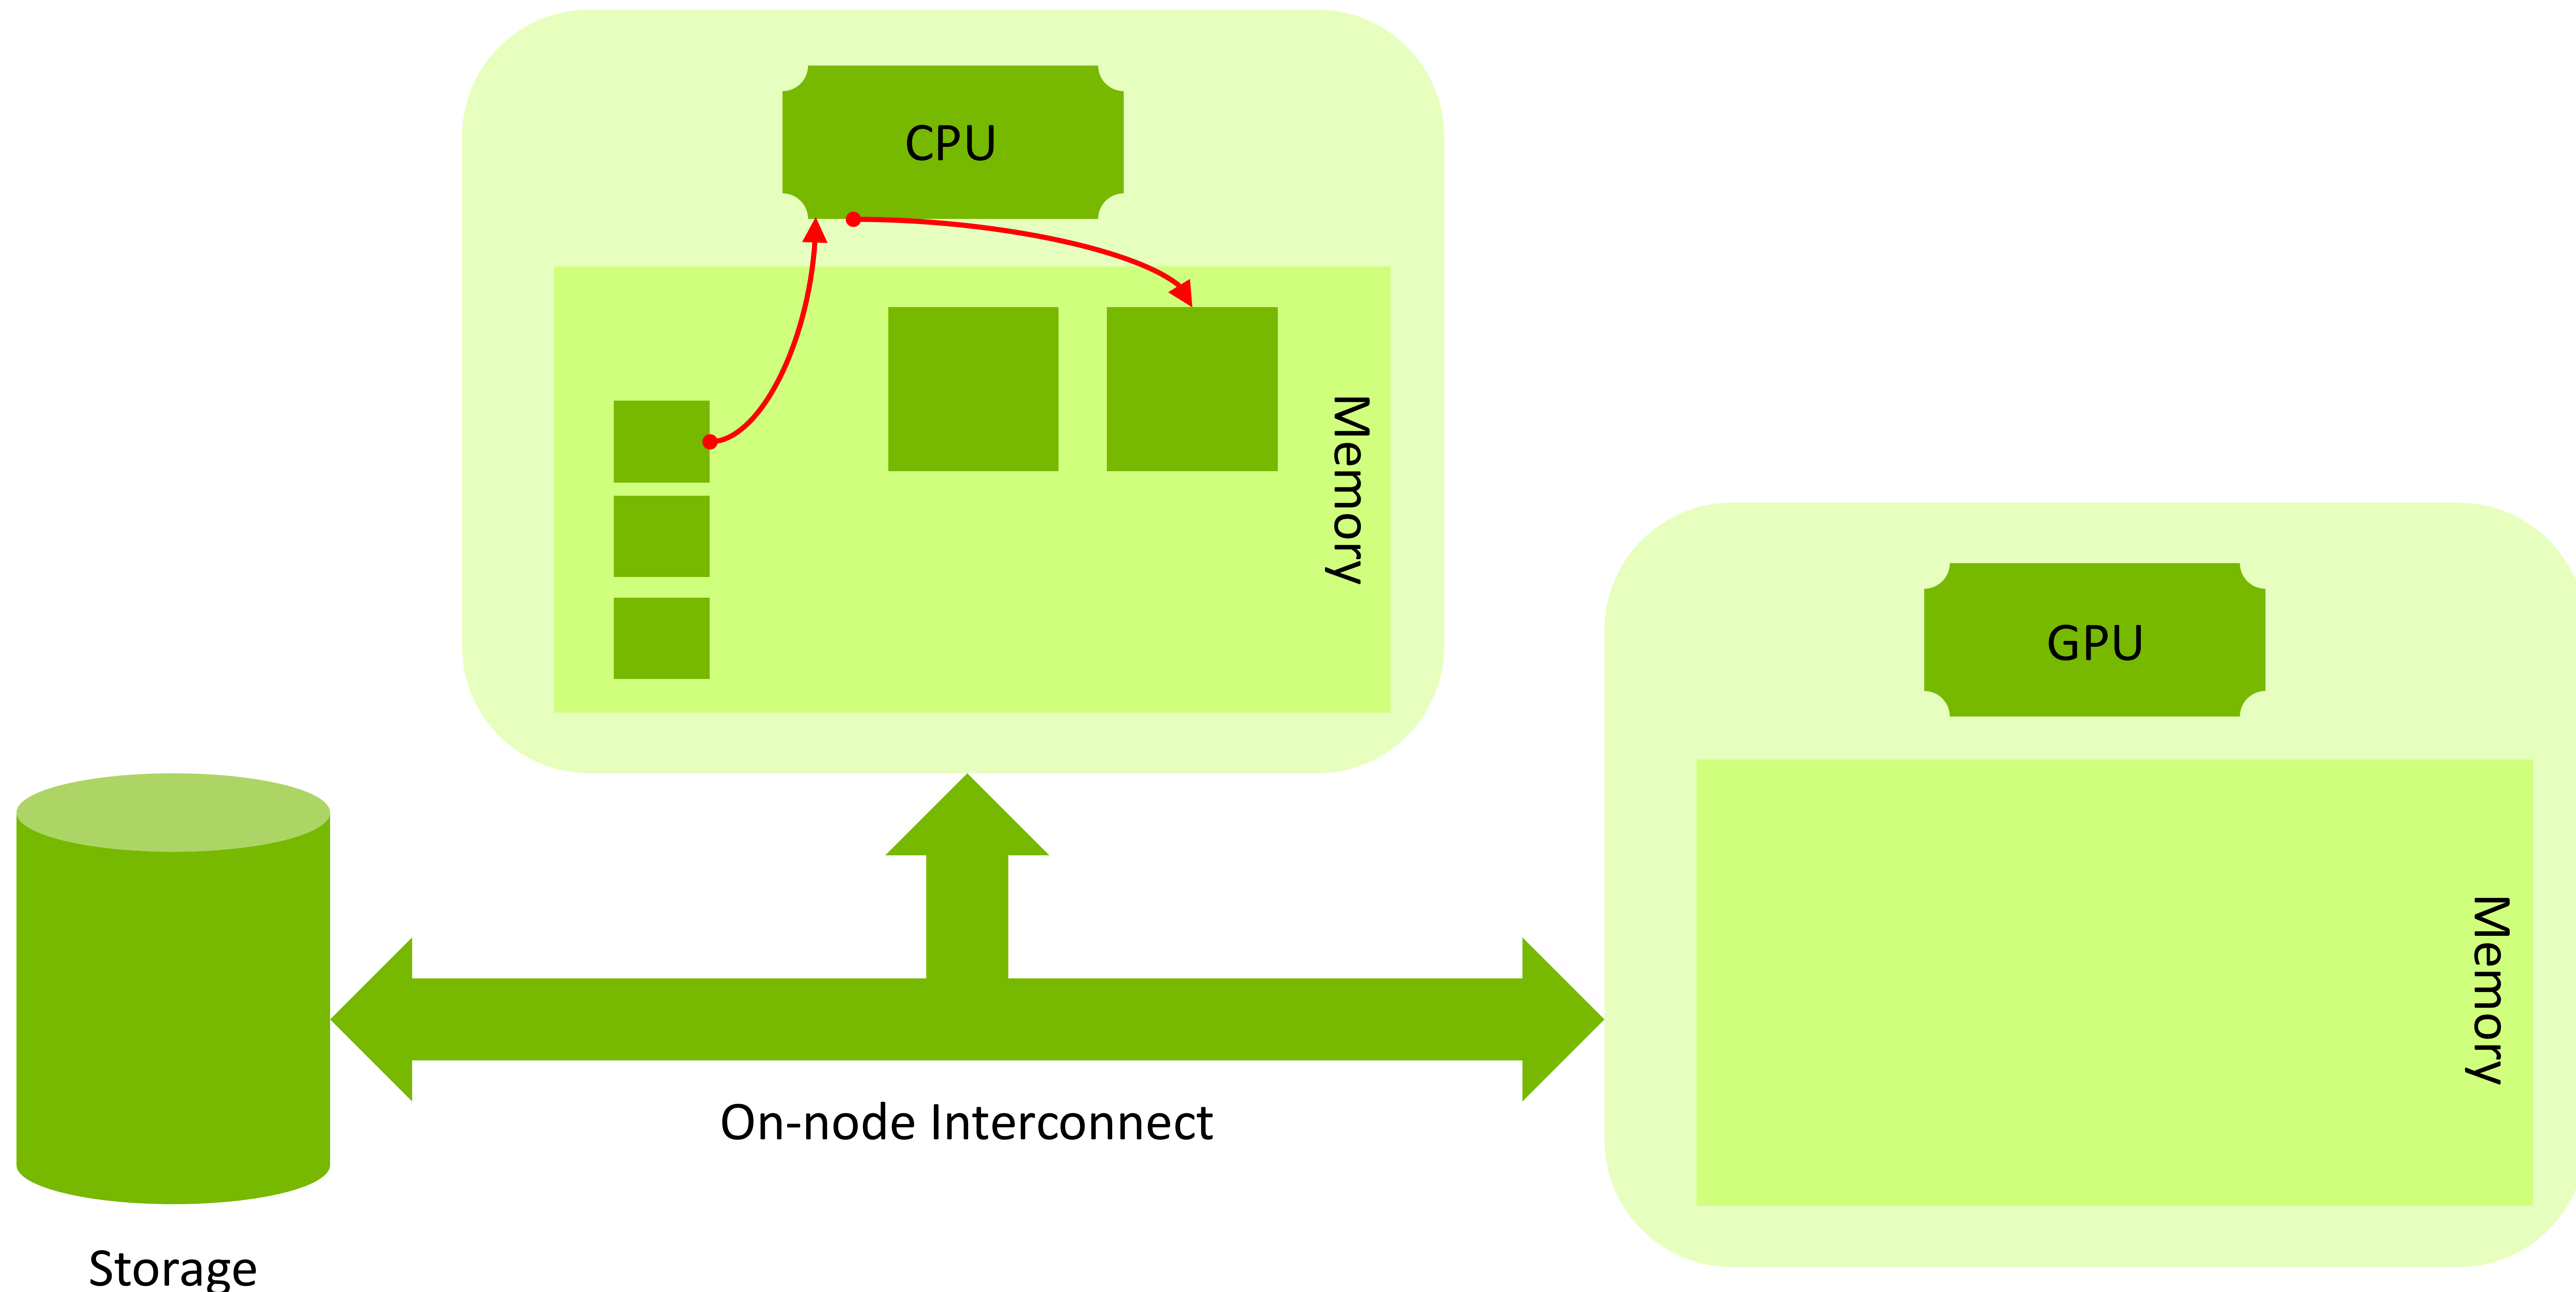 CPU
Memory
GPU
Memory
On-node Interconnect
Storage